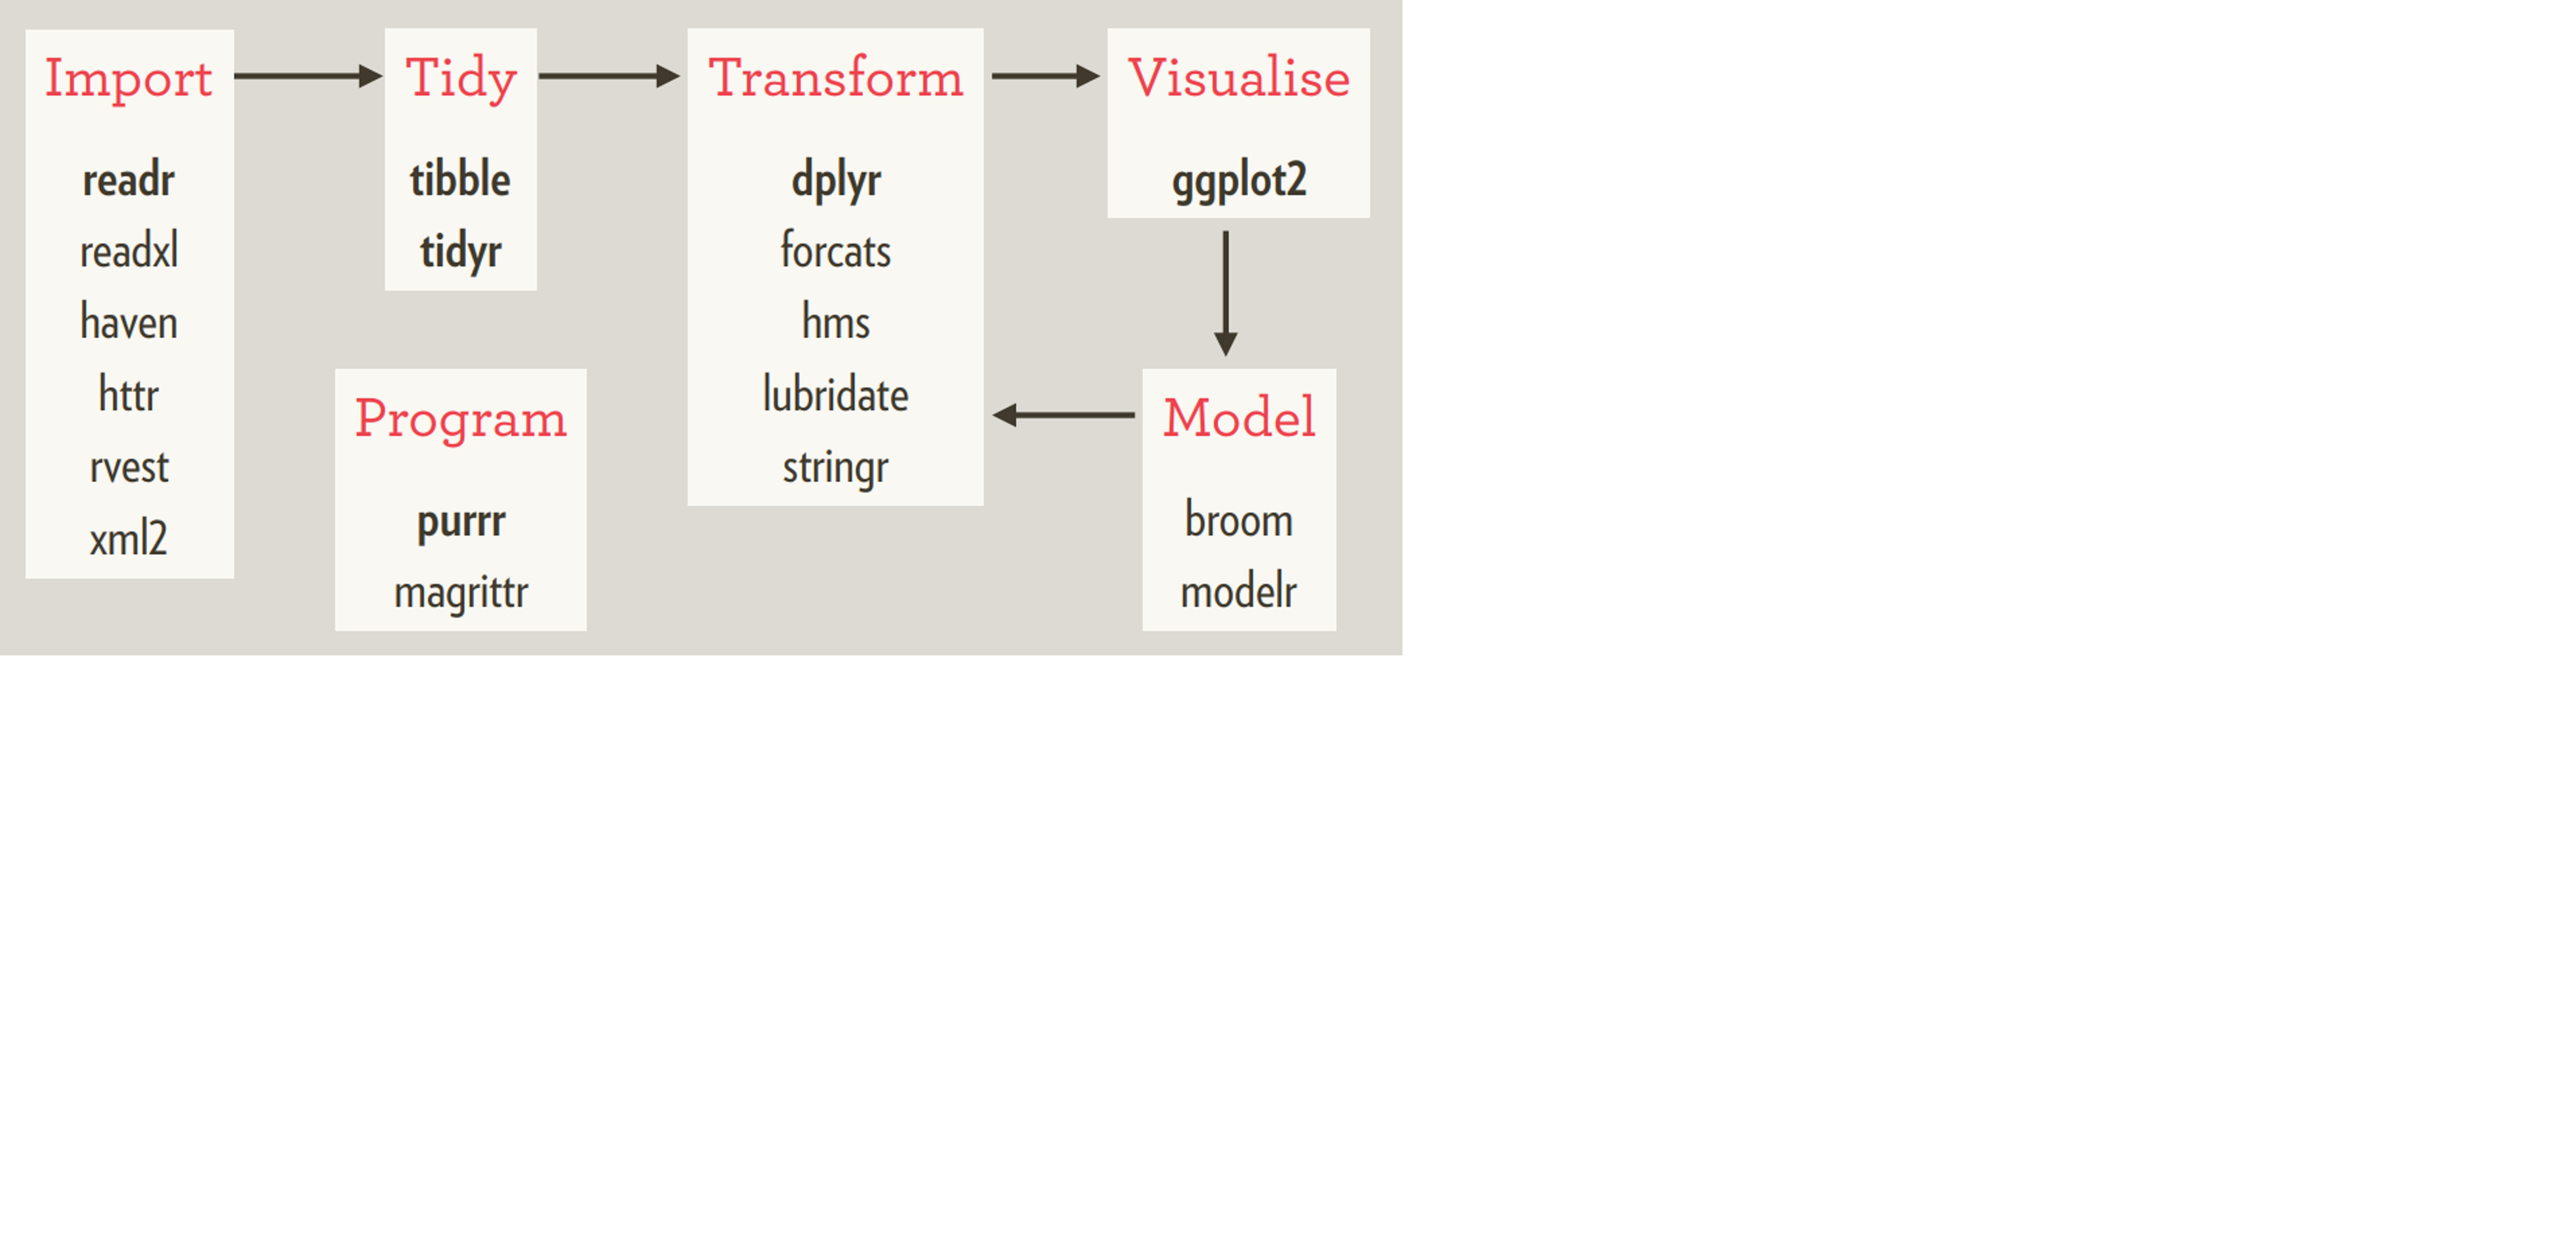 Import
readr
readxl
haven
httr
rvest
xml2
Tidy
tibble
tidyr
Program
purrr
magrittr
Transform
dplyr
forcats
hms
lubridate
stringr
Visualise
ggplot2
Model
broom
modelr